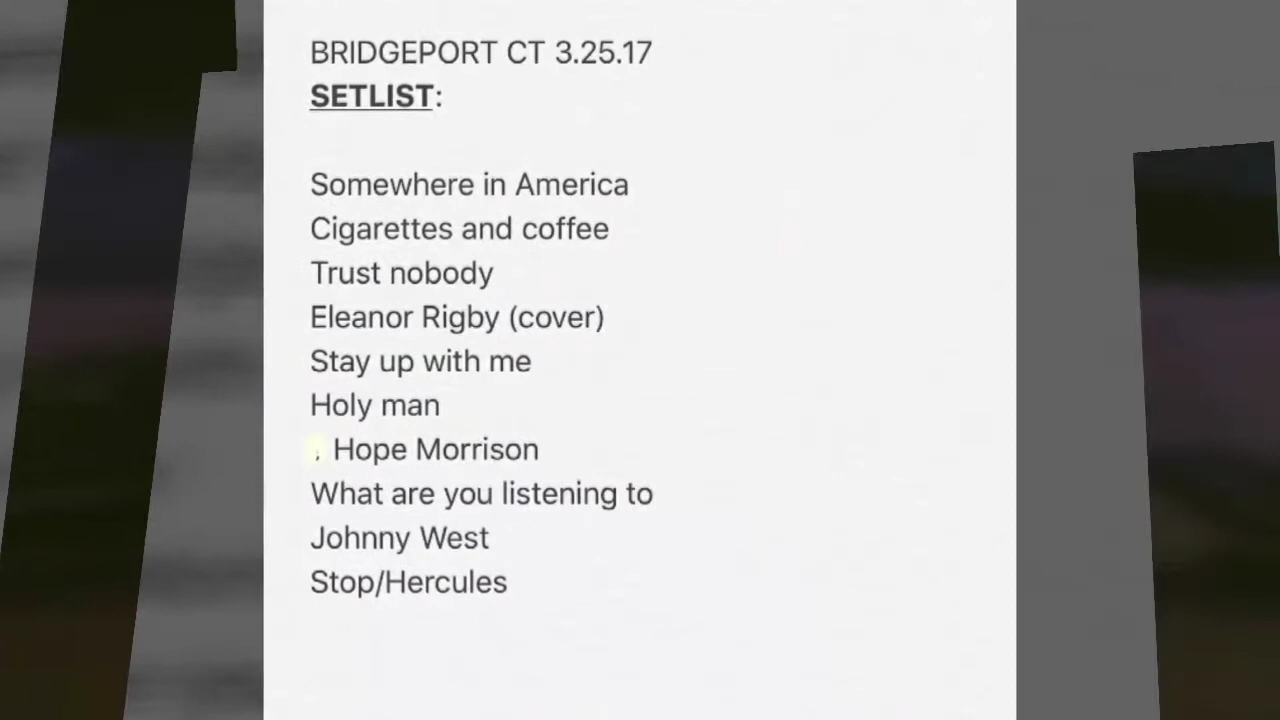 BRIDGEPORT CT 3.25.17
SETLIST:
Somewhere in America
Cigarettes and coffee
Trust nobody
Eleanor Rigby (cover)
Stay up with me
Holy man
, Hope Morrison
What are you listening to
Johnny West
Stop/Hercules